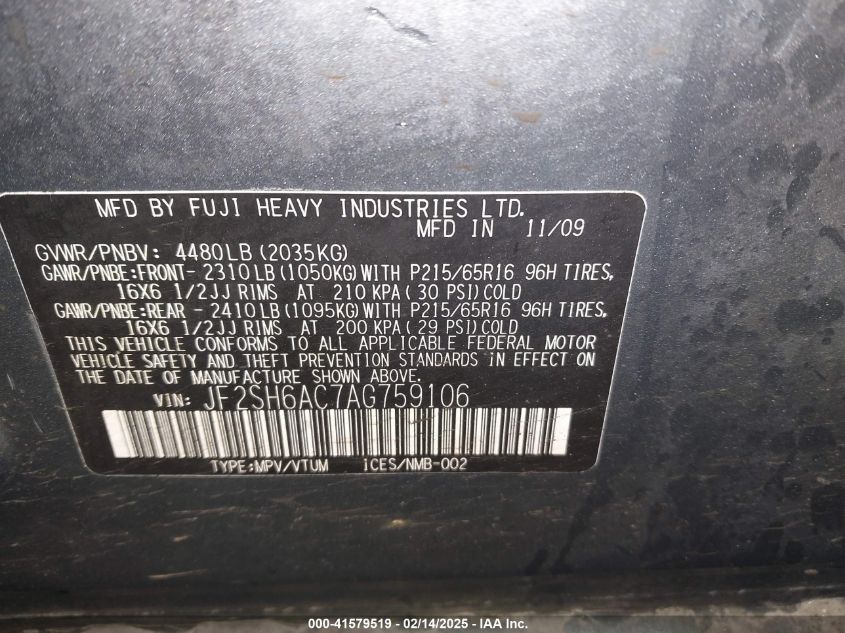 MFD BY FUJI HEAVY INDUSTRIES LTD.
MFD IN 11/09
GVWR/PNBV: 4480LB (2035KG)
GAWR/PNBE:FRONT- 2310LB (1050KG) WITH P215/65R16 96H TIRES,
16X6 1/2JJ RIMS AT 210 KPA ( 30 PSI) COLD
GAWR/PNBE:REAR - 2410LB (1095KG) WITH P215/65R16 96H TIRES,
16X6 1/2JJ RIMS AT 200 KPA ( 29 PSI) COLD
THIS VEHICLE CONFORMS TO ALL APPLICABLE FEDERAL MOTOR
VEHICLE SAFETY AND THEFT PREVENTION STANDARDS IN EFFECT ON
THE DATE OF MANUFACTURE SHOWN ABOVE.
VIN: JF2SH6AC7AG759106
TYPE:MPV/VTUM ICES/NMB-002
000-41579519 - 02/14/2025 - IAA Inc.